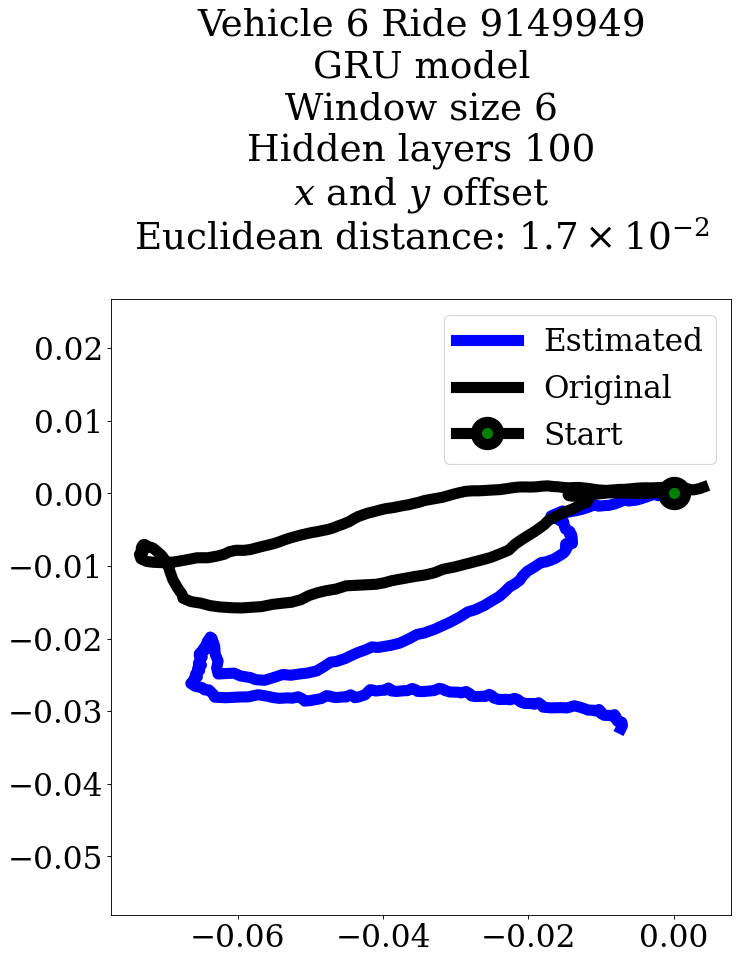 Vehicle 6 Ride 9149949
GRU model
Window size 6
Hidden layers 100
x and y offset
Euclidean distance: 1.7 × 10⁻²
Estimated
Original
Start
0.02
0.01
0.00
−0.01
−0.02
−0.03
−0.04
−0.05
−0.06 −0.04 −0.02 0.00